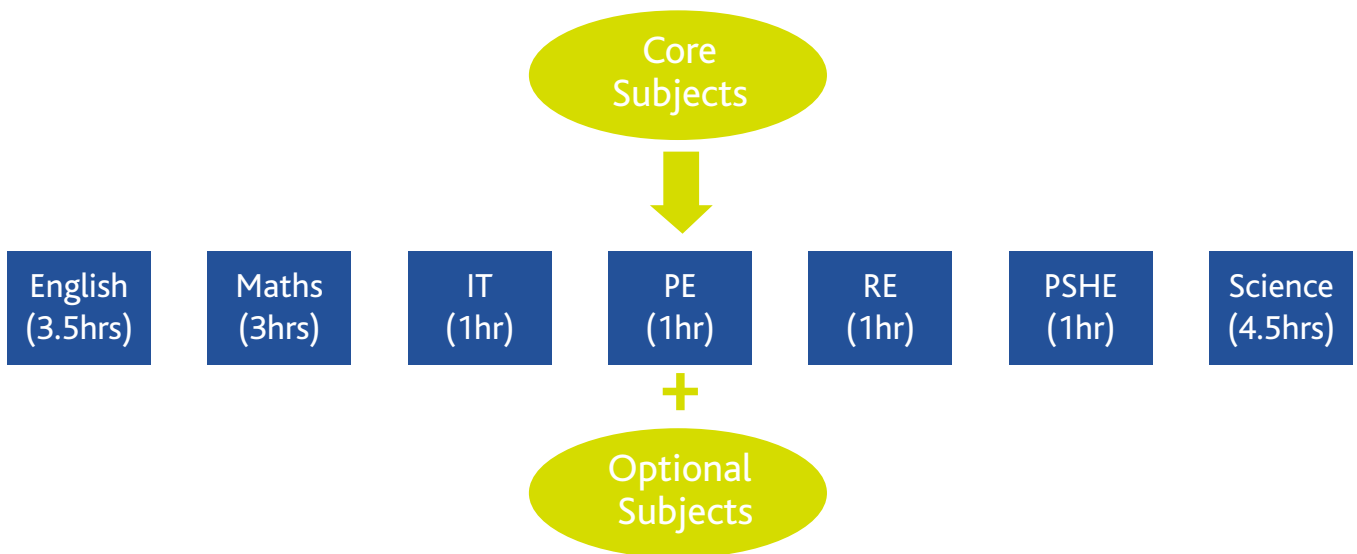 Core
Subjects
English
(3.5hrs)
Maths
(3hrs)
IT
(1hr)
PE
(1hr)
RE
(1hr)
PSHE
(1hr)
Science
(4.5hrs)
+
Optional
Subjects